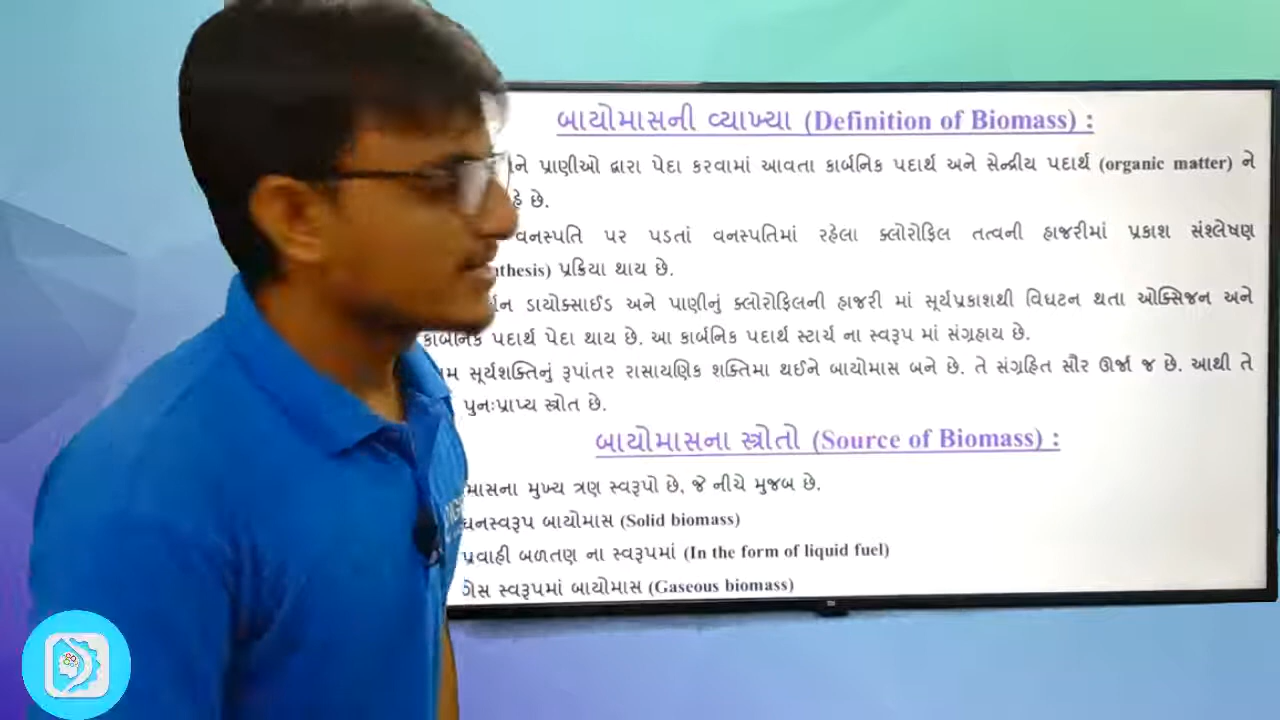 બાયોમાસની વ્યાખ્યા (Definition of Biomass) :
પ્રાણીઓ દ્વારા પેદા કરવામાં આવતા કાર્બનિક પદાર્થ અને સેન્દ્રીય પદાર્થ (organic matter) ને
છે.
વનસ્પતિ પર પડતાં વનસ્પતિમાં રહેલા ક્લોરોફિલ તત્વની હાજરીમાં પ્રકાશ સંશ્લેષણ
પ્રક્રિયા થાય છે.
ડાયોક્સાઈડ અને પાણીનું ક્લોરોફિલની હાજરી માં સૂર્યપ્રકાશથી વિઘટન થતા ઓક્સિજન અને
કાર્બનિક પદાર્થ પેદા થાય છે. આ કાર્બનિક પદાર્થ સ્ટાર્ચ ના સ્વરૂપ માં સંગ્રહાય છે.
સૂર્યશક્તિનું રૂપાંતર રાસાયણિક શક્તિમા થઈને બાયોમાસ બને છે. તે સંગ્રહિત સૌર ઊર્જા જ છે. આથી તે
પુનઃપ્રાપ્ય સ્ત્રોત છે.
બાયોમાસના સ્ત્રોતો (Source of Biomass) :
મુખ્ય ત્રણ સ્વરૂપો છે, જે નીચે મુજબ છે.
ઘનસ્વરૂપ બાયોમાસ (Solid biomass)
પ્રવાહી બળતણ ના સ્વરૂપમાં (In the form of liquid fuel)
ગેસ સ્વરૂપમાં બાયોમાસ (Gaseous biomass)